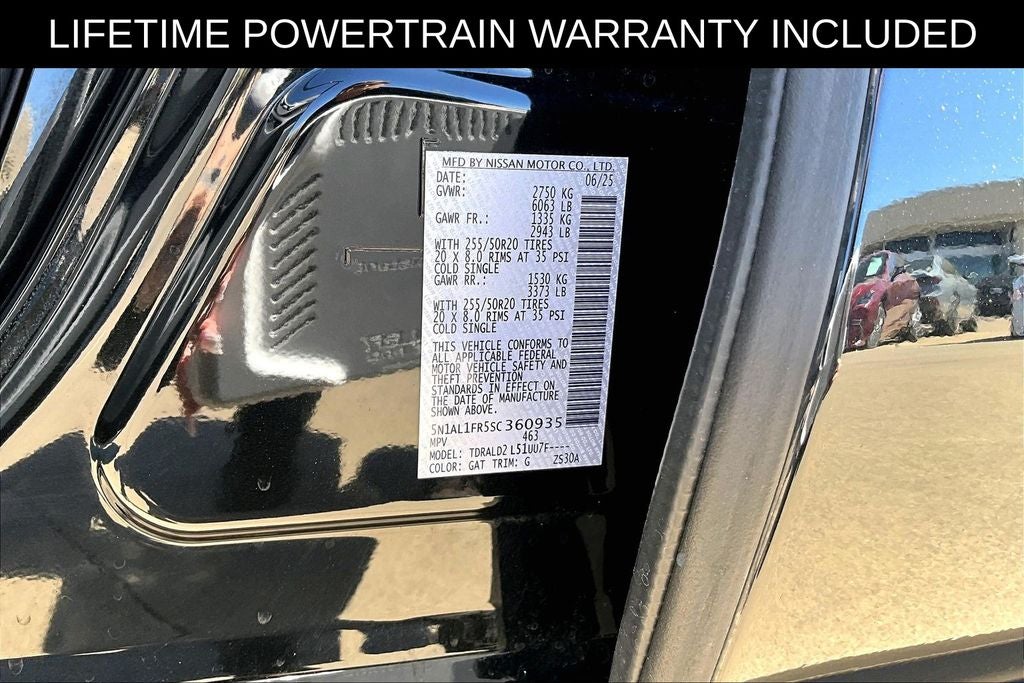 LIFETIME POWERTRAIN WARRANTY INCLUDED
MFD BY NISSAN MOTOR CO., LTD.
DATE: 06/25
GVWR: 2750 KG
6063 LB
GAWR FR.: 1335 KG
2943 LB
WITH 255/50R20 TIRES
20 X 8.0 RIMS AT 35 PSI
COLD SINGLE
GAWR RR.: 1530 KG
3373 LB
WITH 255/50R20 TIRES
20 X 8.0 RIMS AT 35 PSI
COLD SINGLE
THIS VEHICLE CONFORMS TO
ALL APPLICABLE FEDERAL
MOTOR VEHICLE SAFETY AND
THEFT PREVENTION
STANDARDS IN EFFECT ON
THE DATE OF MANUFACTURE
SHOWN ABOVE.
5N1AL1FR5SC360935
MPV 463
MODEL: TDRALD2L51UU7F----
COLOR: GAT TRIM: G ZS30A